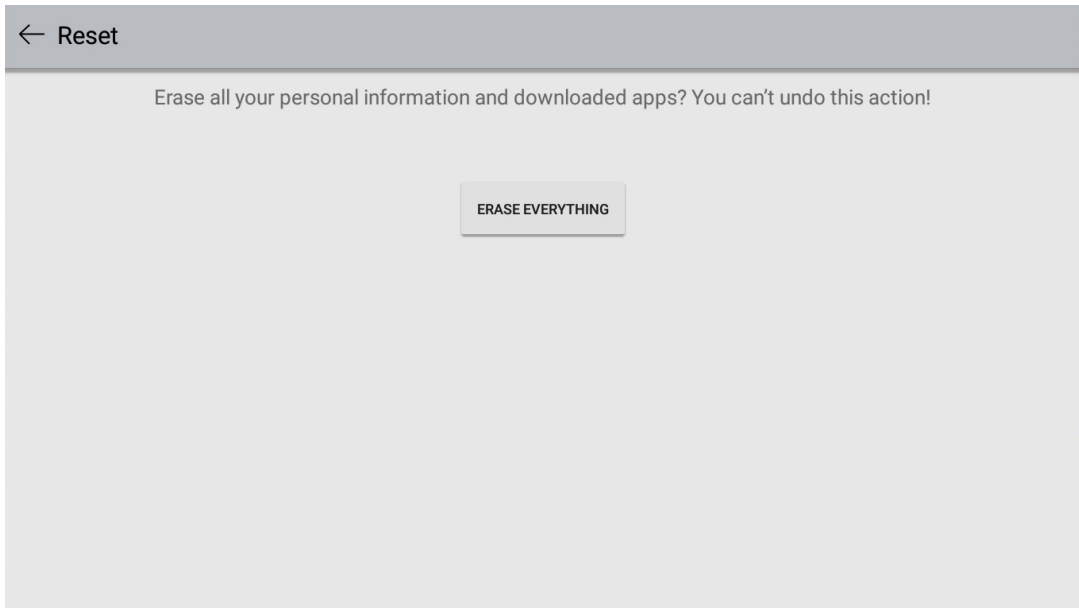 Reset
Erase all your personal information and downloaded apps? You can’t undo this action!
ERASE EVERYTHING